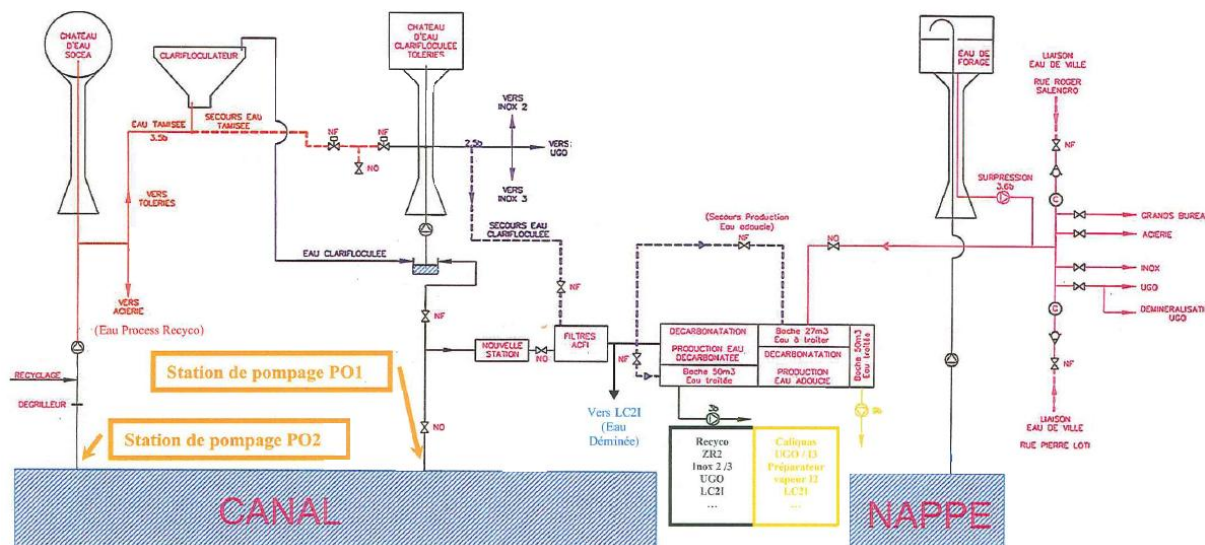 CHATEAU
D'EAU
SOCEA
CLARIFLOCULATEUR
CHATEAU
D'EAU
CLARIFLOCULEE
TOLERIES
EAU DE
FORAGE
LIAISON
EAU DE VILLE
RUE ROGER
SALENGRO
EAU TAMISEE
3.5b
SECOURS EAU
TAMISEE
NF
NF
NO
2.5b
VERS
INOX 2
VERS:
UGO
VERS
INOX 3
NF
SURPRESSION
3.6b
C
VERS
TOLERIES
SECOURS EAU
CLARIFLOCULEE
(Secours Production
Eau adoucie)
NF
NO
GRANDS BUREA
ACIERIE
EAU CLARIFLOCULEE
INOX
UGO
DEMINERALISATI
UGO
VERS
ACIERIE
(Eau Process Recyco)
NF
NF
C
NF
NOUVELLE
STATION
NO
FILTRES
ACFI
NF
DECARBONATATION
PRODUCTION EAU
DECARBONATEE
Bache 50m3
Eau traitée
Bache 27m3
Eau à traiter
DECARBONATATION
PRODUCTION
EAU ADOUCIE
Bache 50m3
Eau traitée
RECYCLAGE
DEGRILLEUR
Station de pompage PO1
Station de pompage PO2
NO
Vers LC2I
(Eau
Déminée)
LIAISON
EAU DE VILLE
RUE PIERRE LOTI
Recyco
ZR2
Inox 2 /3
UGO
LC2I
...
Caliquas
UGO / I3
Préparateur
vapeur I2
LC2I
...
CANAL
NAPPE